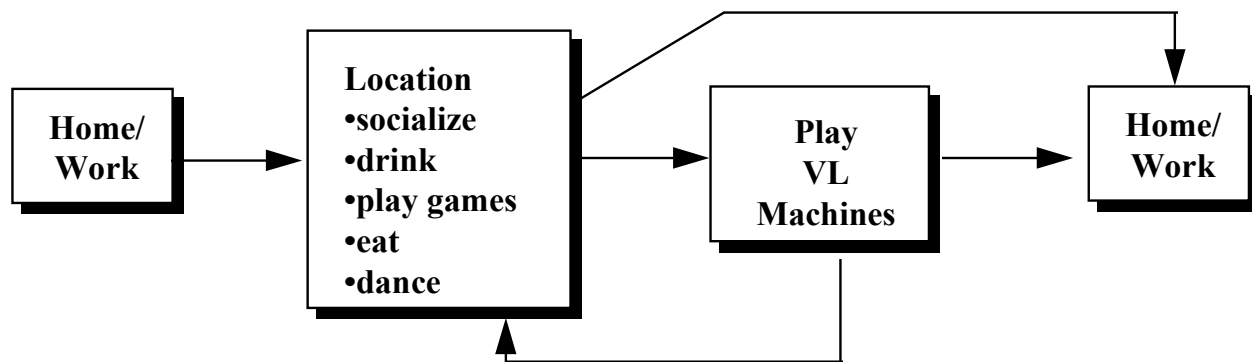 Home/
Work
Location
•socialize
•drink
•play games
•eat
•dance
Play
VL
Machines
Home/
Work